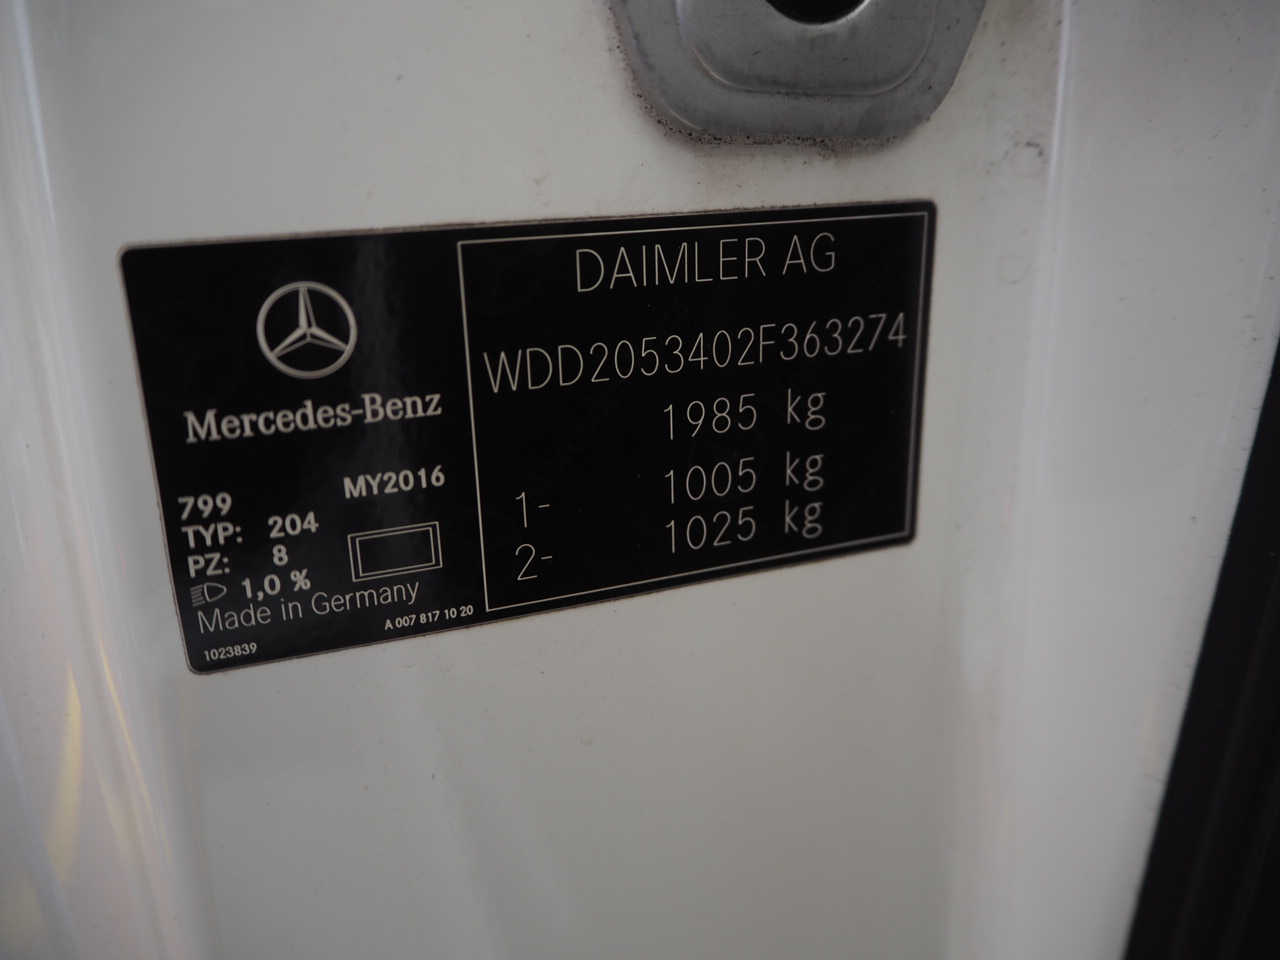 Mercedes-Benz
MY2016
799
TYP: 204
PZ: 8
1,0 %
Made in Germany
A 007 817 10 20
1023839
DAIMLER AG
WDD2053402F363274
1985 kg
1- 1005 kg
2- 1025 kg